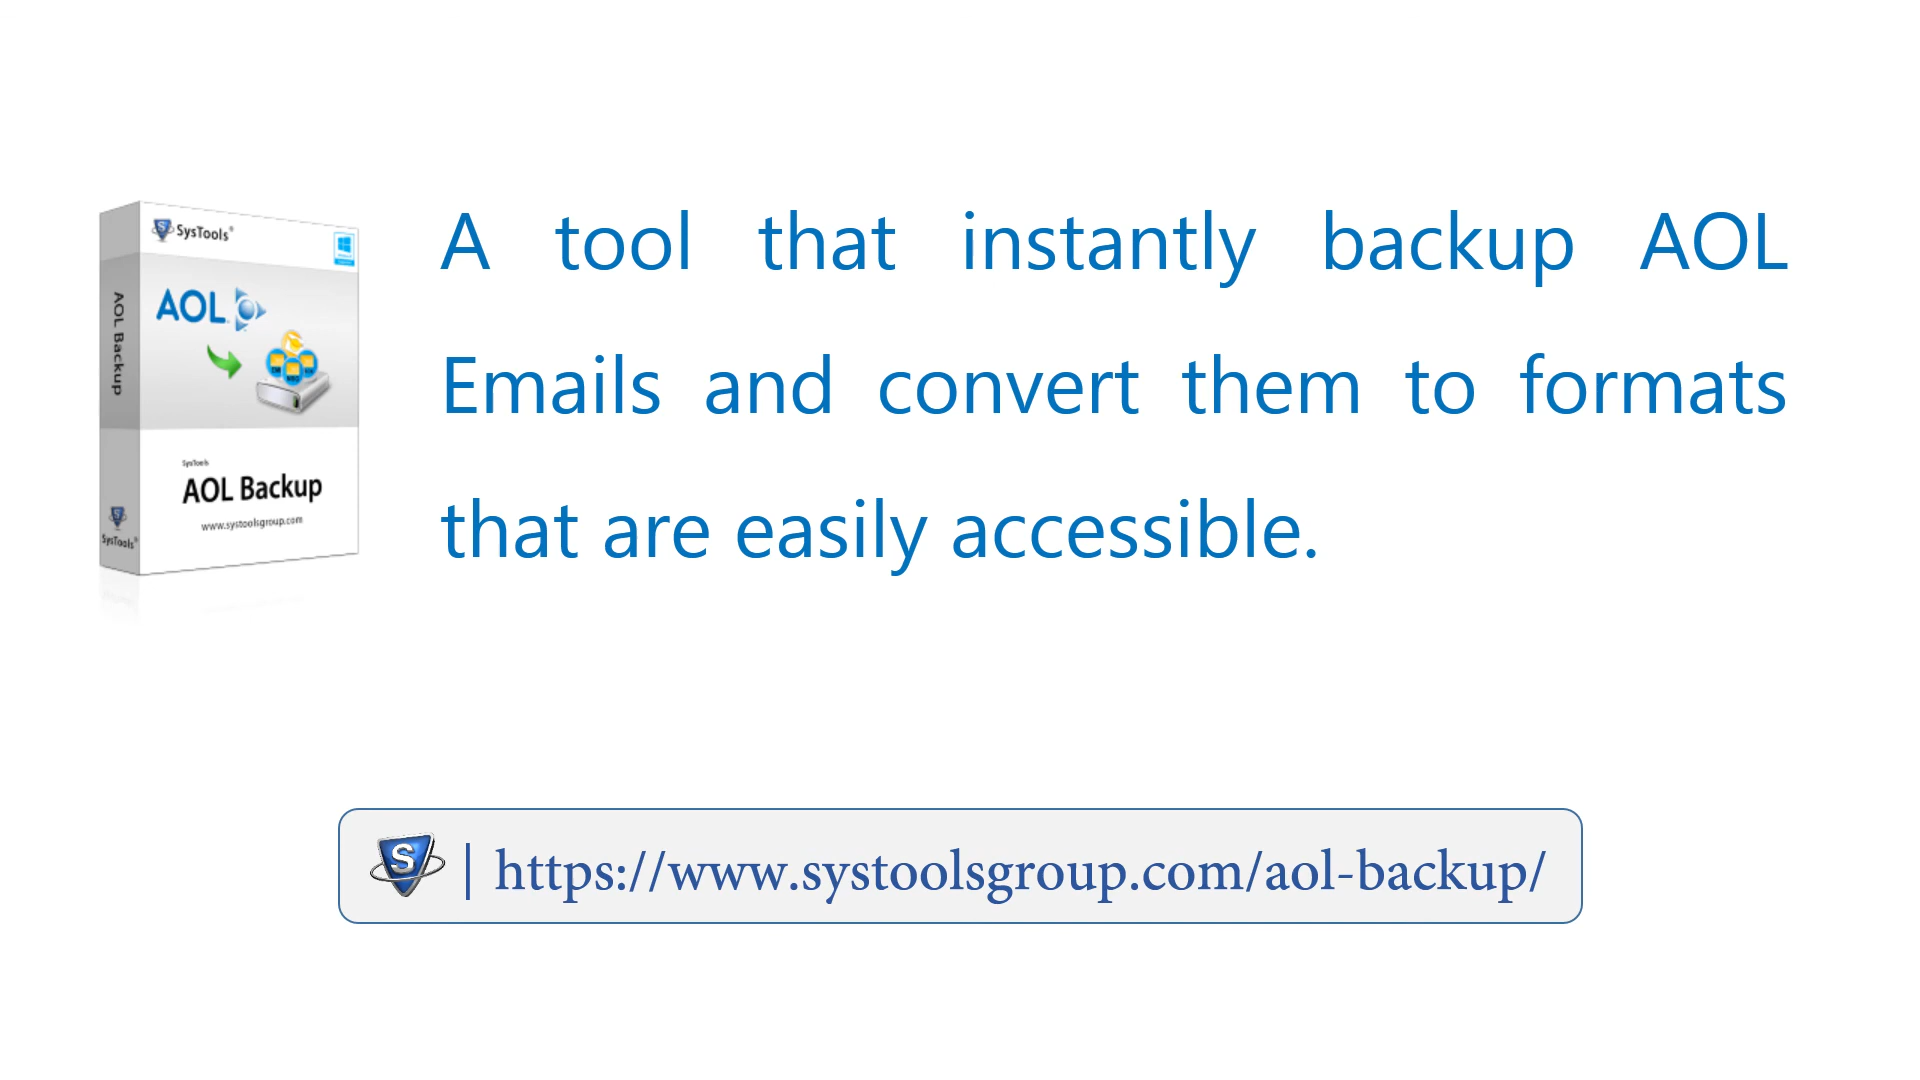 SysTools®
AOL
AOL Backup
SysTools
AOL Backup
www.systoolsgroup.com
SysTools®
A tool that instantly backup AOL
Emails and convert them to formats
that are easily accessible.
S | https://www.systoolsgroup.com/aol-backup/